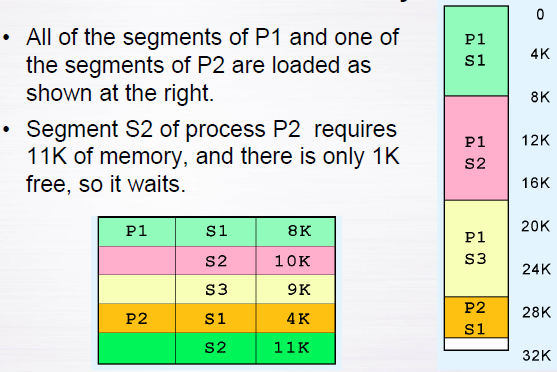 • All of the segments of P1 and one of
the segments of P2 are loaded as
shown at the right.
• Segment S2 of process P2 requires
11K of memory, and there is only 1K
free, so it waits.
P1 S1 8K
S2 10K
S3 9K
P2 S1 4K
S2 11K
P1
S1
P1
S2
P1
S3
P2
S1
0
4K
8K
12K
16K
20K
24K
28K
32K